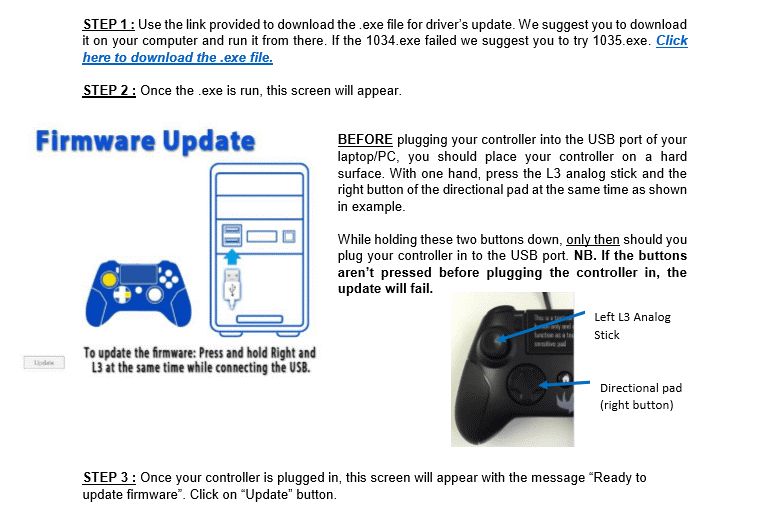 STEP 1 : Use the link provided to download the .exe file for driver's update. We suggest you to download
it on your computer and run it from there. If the 1034.exe failed we suggest you to try 1035.exe. Click
here to download the .exe file.
STEP 2 : Once the .exe is run, this screen will appear.
Firmware Update
To update the firmware: Press and hold Right and
L3 at the same time while connecting the USB.
Update
BEFORE plugging your controller into the USB port of your
laptop/PC, you should place your controller on a hard
surface. With one hand, press the L3 analog stick and the
right button of the directional pad at the same time as shown
in example.
While holding these two buttons down, only then should you
plug your controller in to the USB port. NB. If the buttons
aren't pressed before plugging the controller in, the
update will fail.
Left L3 Analog
Stick
Directional pad
(right button)
STEP 3 : Once your controller is plugged in, this screen will appear with the message “Ready to
update firmware”. Click on “Update” button.